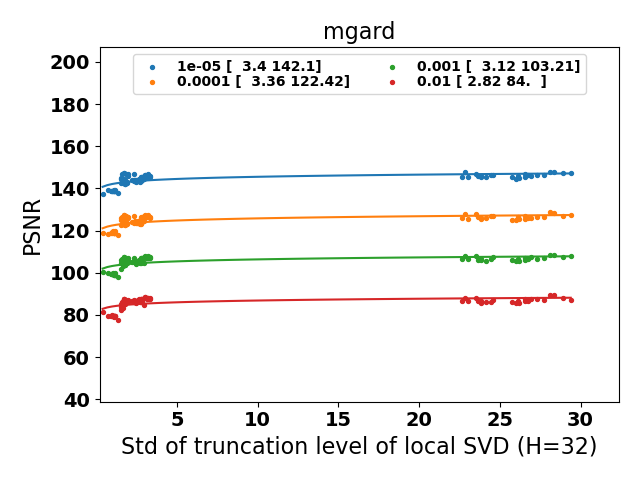 mgard
1e-05 [  3.4 142.1]
0.0001 [  3.36 122.42]
0.001 [  3.12 103.21]
0.01 [ 2.82 84.  ]
PSNR
200
180
160
140
120
100
80
60
40
5 10 15 20 25 30
Std of truncation level of local SVD (H=32)